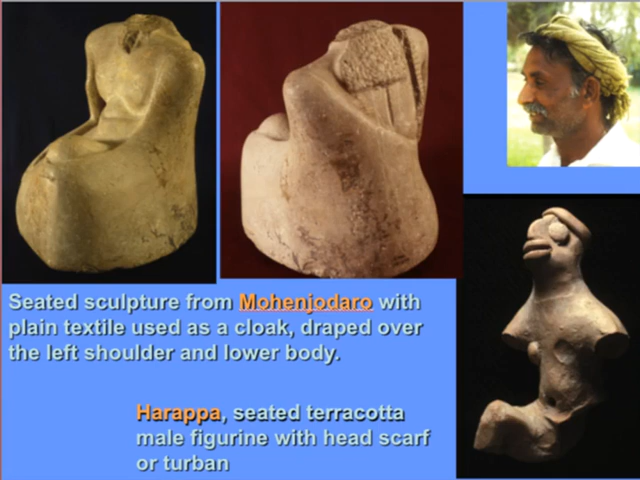 Seated sculpture from Mohenjodaro with
plain textile used as a cloak, draped over
the left shoulder and lower body.
Harappa, seated terracotta
male figurine with head scarf
or turban